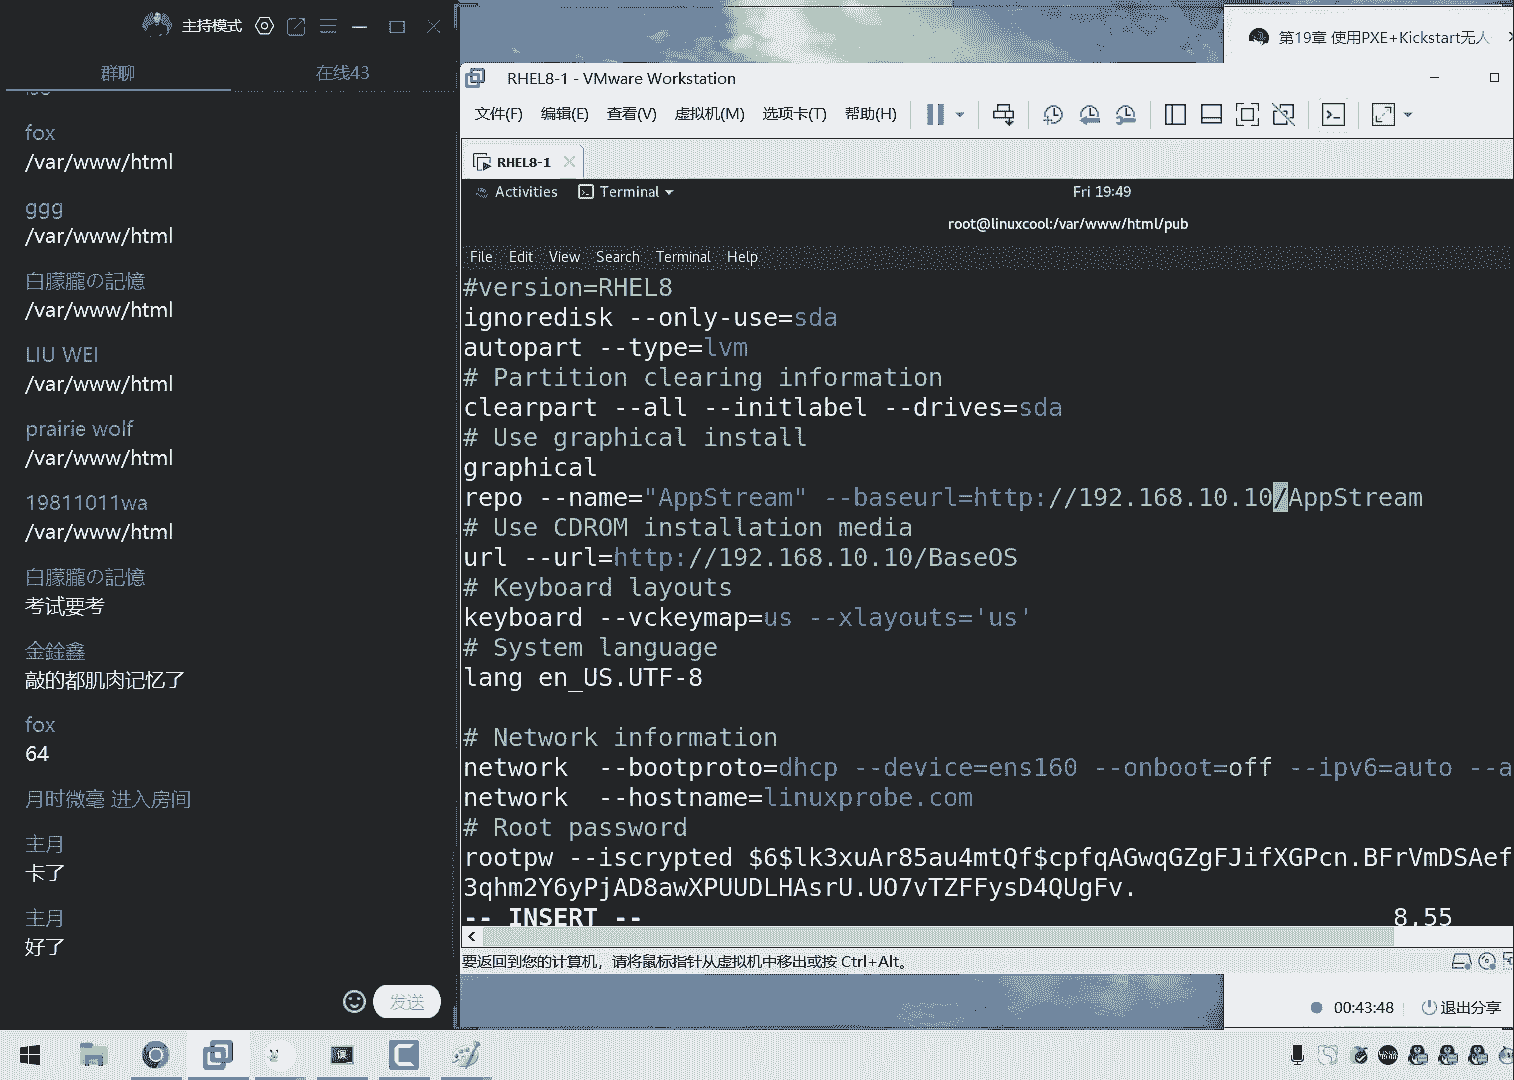 主持模式
群聊
在线43
fox
/var/www/html
ggg
/var/www/html
白朦朧の記憶
/var/www/html
LIU WEI
/var/www/html
prairie wolf
/var/www/html
19811011wa
/var/www/html
白朦朧の記憶
考试要考
金銓鑫
敲的都肌肉记忆了
fox
64
月时微毫 进入房间
主月
卡了
主月
好了
发送
第19章 使用PXE+Kickstart无人
RHEL8-1 - VMware Workstation
文件(F) 编辑(E) 查看(V) 虚拟机(M) 选项卡(T) 帮助(H)
RHEL8-1
Activities Terminal Fri 19:49
root@linuxcool:/var/www/html/pub
File Edit View Search Terminal Help
#version=RHEL8
ignoredisk --only-use=sda
autopart --type=lvm
# Partition clearing information
clearpart --all --initlabel --drives=sda
# Use graphical install
graphical
repo --name="AppStream" --baseurl=http://192.168.10.10/AppStream
# Use CDROM installation media
url --url=http://192.168.10.10/BaseOS
# Keyboard layouts
keyboard --vckeymap=us --xlayouts='us'
# System language
lang en_US.UTF-8
# Network information
network  --bootproto=dhcp --device=ens160 --onboot=off --ipv6=auto --a
network  --hostname=linuxprobe.com
# Root password
rootpw --iscrypted $6$lk3xuAr85au4mtQf$cpfqAGwqGZgFJifXGPcn.BFrVmDSAef
3qhm2Y6yPjAD8awXPUUDLHAsrU.UO7vTZFFysD4QUgFv.
-- INSERT -- 8,55
要返回到您的计算机，请将鼠标指针从虚拟机中移出或按 Ctrl+Alt。
00:43:48 退出分享